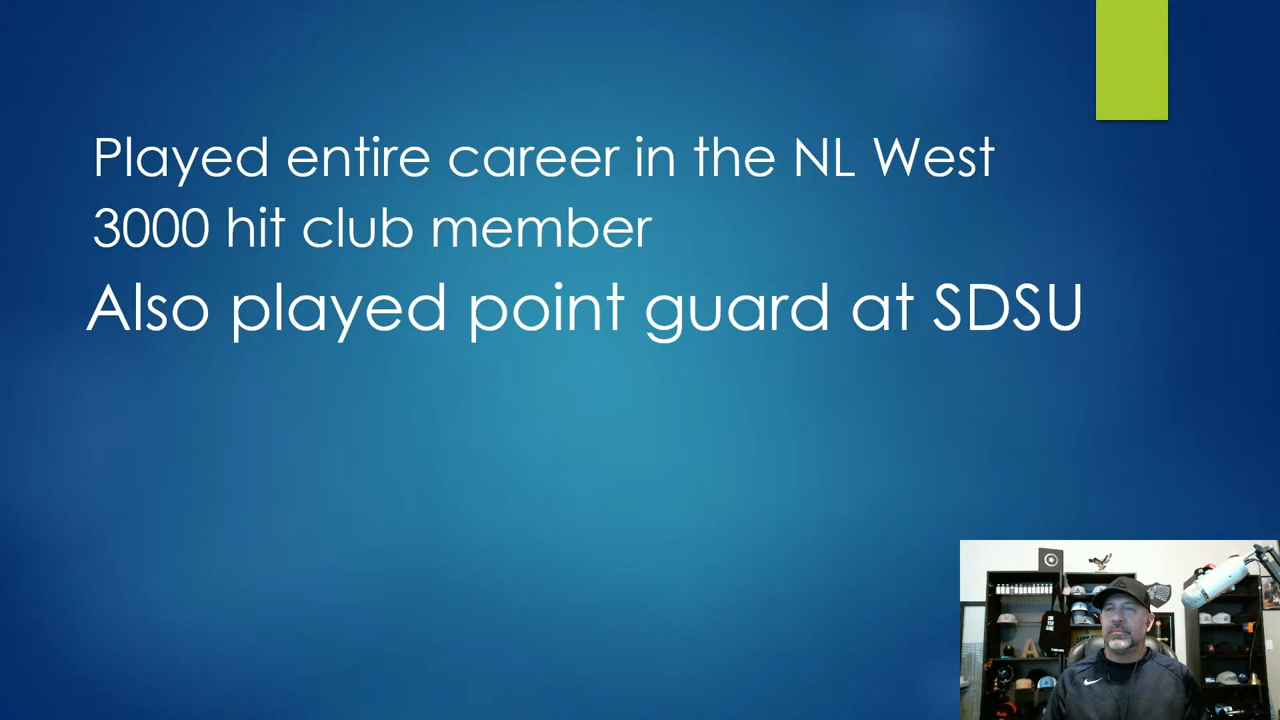 Played entire career in the NL West
3000 hit club member
Also played point guard at SDSU
A